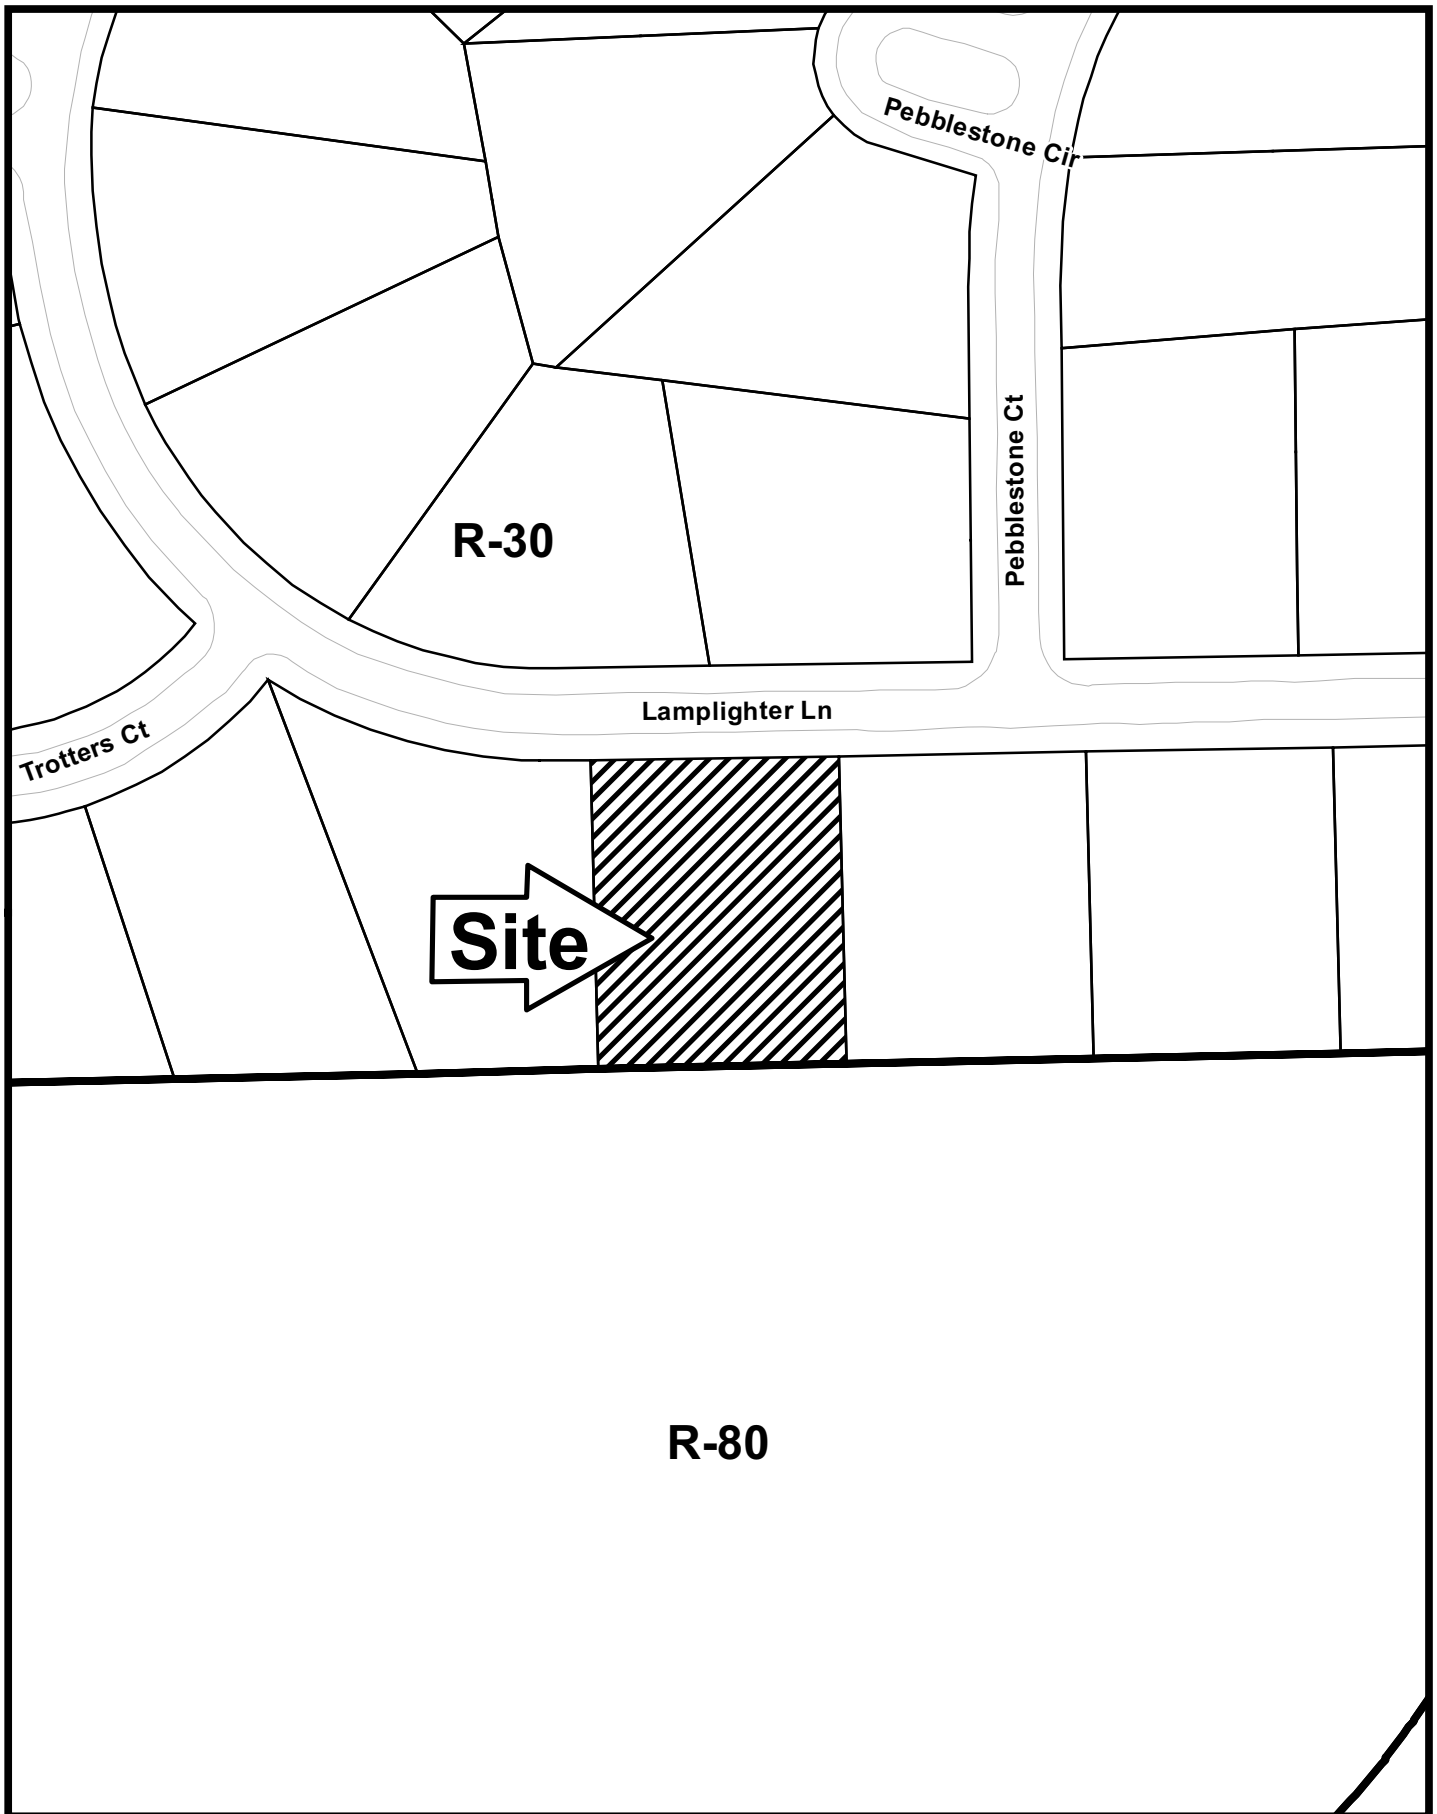 Pebblestone Cir
Pebblestone Ct
R-30
Lamplighter Ln
Trotters Ct
Site
R-80